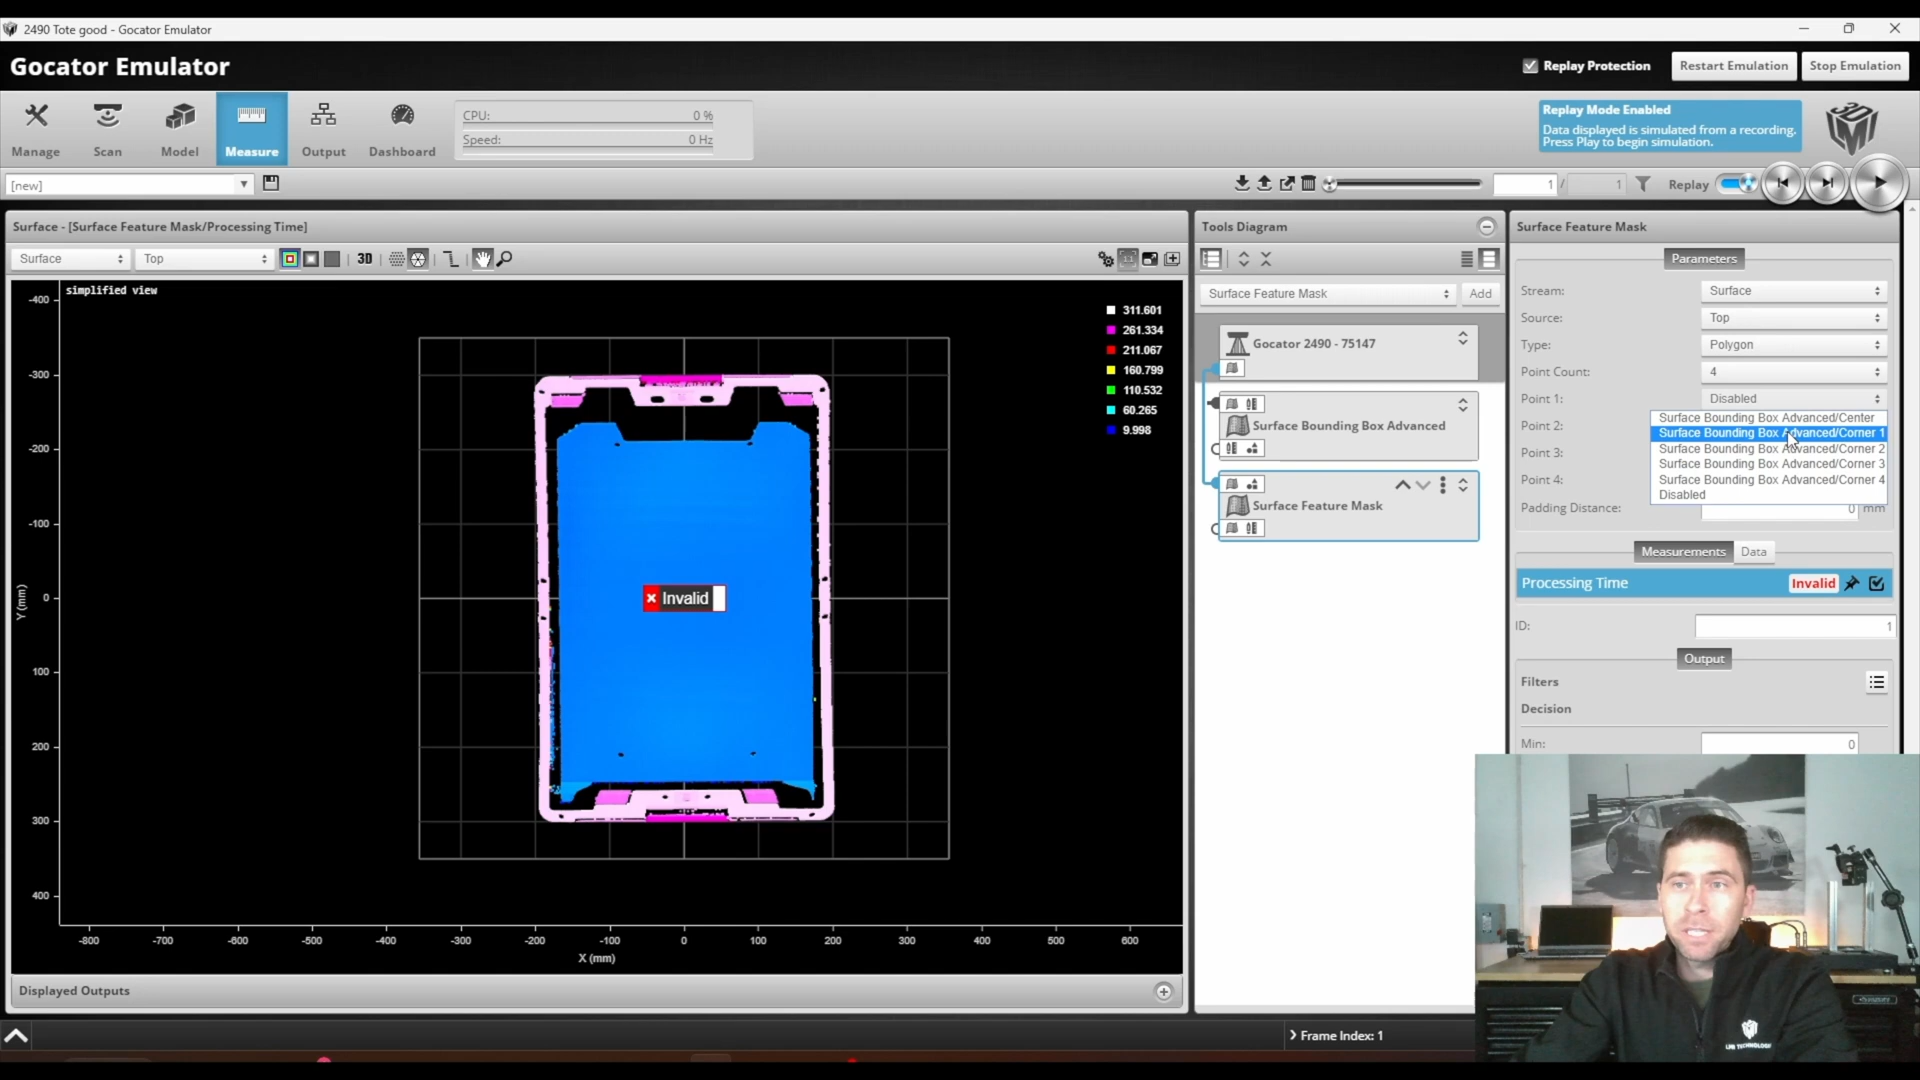 2490 Tote good - Gocator Emulator
Gocator Emulator
Replay Protection
Restart Emulation
Stop Emulation
Manage
Scan
Model
Measure
Output
Dashboard
CPU: 0 %
Speed: 0 Hz
Replay Mode Enabled
Data displayed is simulated from a recording.
Press Play to begin simulation.
[new]
1 / 1
Replay
Surface - [Surface Feature Mask/Processing Time]
Surface
Top
3D
simplified view
311.601
261.334
211.067
160.799
110.532
60.265
9.998
-400
-300
-200
-100
0
100
200
300
400
Y (mm)
Invalid
-800 -700 -600 -500 -400 -300 -200 -100 0 100 200 300 400 500 600
X (mm)
Displayed Outputs
Frame Index: 1
Tools Diagram
Surface Feature Mask
Add
Gocator 2490 - 75147
Surface Bounding Box Advanced
Surface Feature Mask
Surface Feature Mask
Parameters
Stream: Surface
Source: Top
Type: Polygon
Point Count: 4
Point 1: Disabled
Point 2:
Point 3:
Point 4:
Surface Bounding Box Advanced/Center
Surface Bounding Box Advanced/Corner 1
Surface Bounding Box Advanced/Corner 2
Surface Bounding Box Advanced/Corner 3
Surface Bounding Box Advanced/Corner 4
Disabled
Padding Distance: 0 mm
Measurements
Data
Processing Time
Invalid
ID: 1
Output
Filters
Decision
Min: 0
LMI TECHNOLOGIES